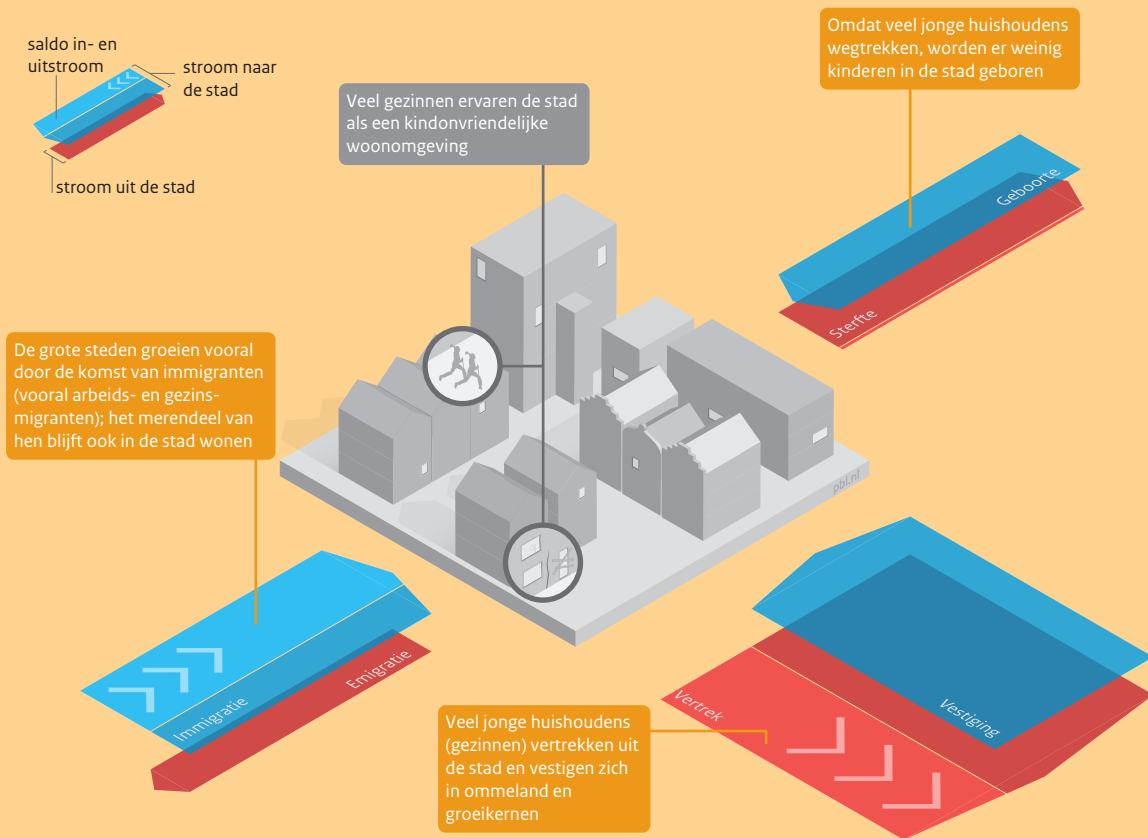 saldo in- en
uitstroom
stroom naar
de stad
stroom uit de stad
Veel gezinnen ervaren de stad
als een kindonvriendelijke
woonomgeving
Omdat veel jonge huishoudens
wegtrekken, worden er weinig
kinderen in de stad geboren
Geboorte
Sterfte
De grote steden groeien vooral
door de komst van immigranten
(vooral arbeids- en gezins-
migranten); het merendeel van
hen blijft ook in de stad wonen
pbl.nl
Immigratie
Emigratie
Vertrek
Vestiging
Veel jonge huishoudens
(gezinnen) vertrekken uit
de stad en vestigen zich
in ommeland en
groeikernen